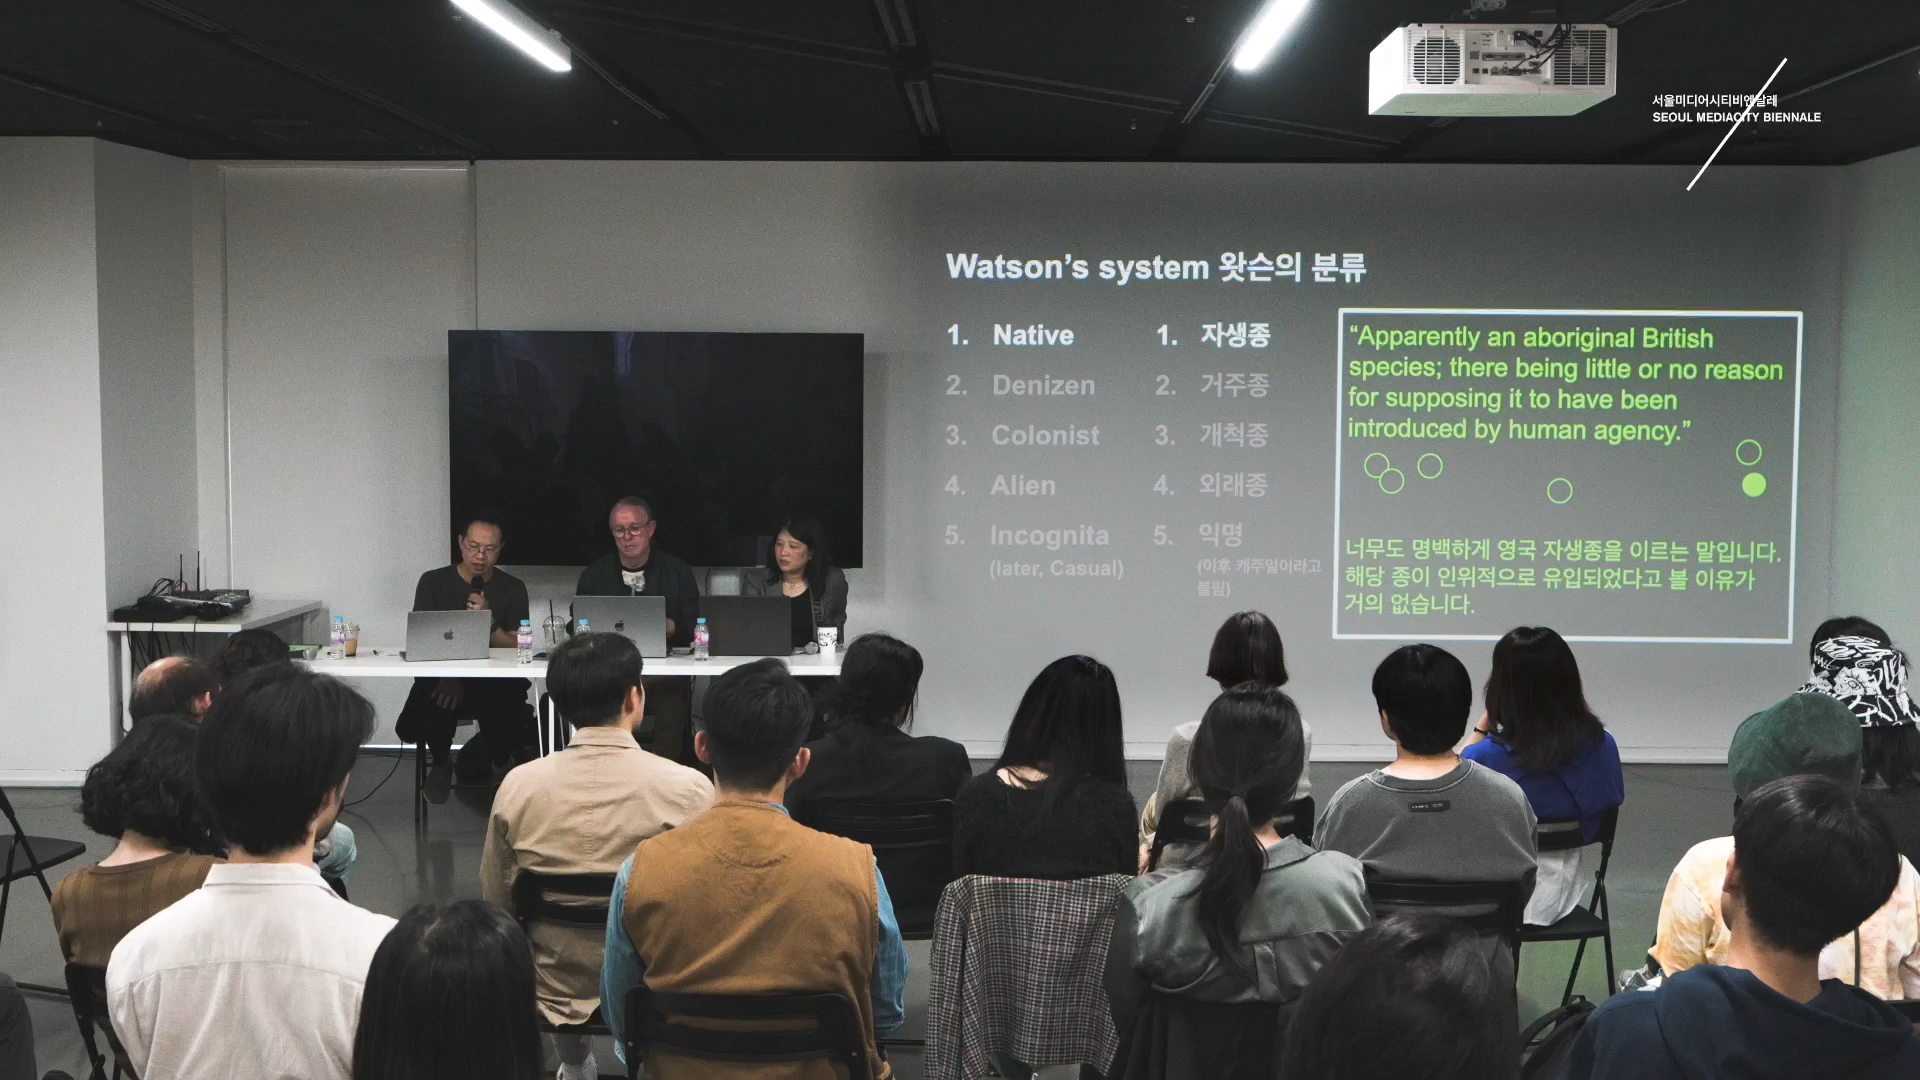 서울미디어시티비엔날레
SEOUL MEDIACITY BIENNALE
Watson’s system 왓슨의 분류
1. Native
2. Denizen
3. Colonist
4. Alien
5. Incognita
(later, Casual)
1. 자생종
2. 거주종
3. 개척종
4. 외래종
5. 익명
(이후 캐주얼이라고
불림)
“Apparently an aboriginal British
species; there being little or no reason
for supposing it to have been
introduced by human agency.”
너무도 명백하게 영국 자생종을 이르는 말입니다.
해당 종이 인위적으로 유입되었다고 볼 이유가
거의 없습니다.